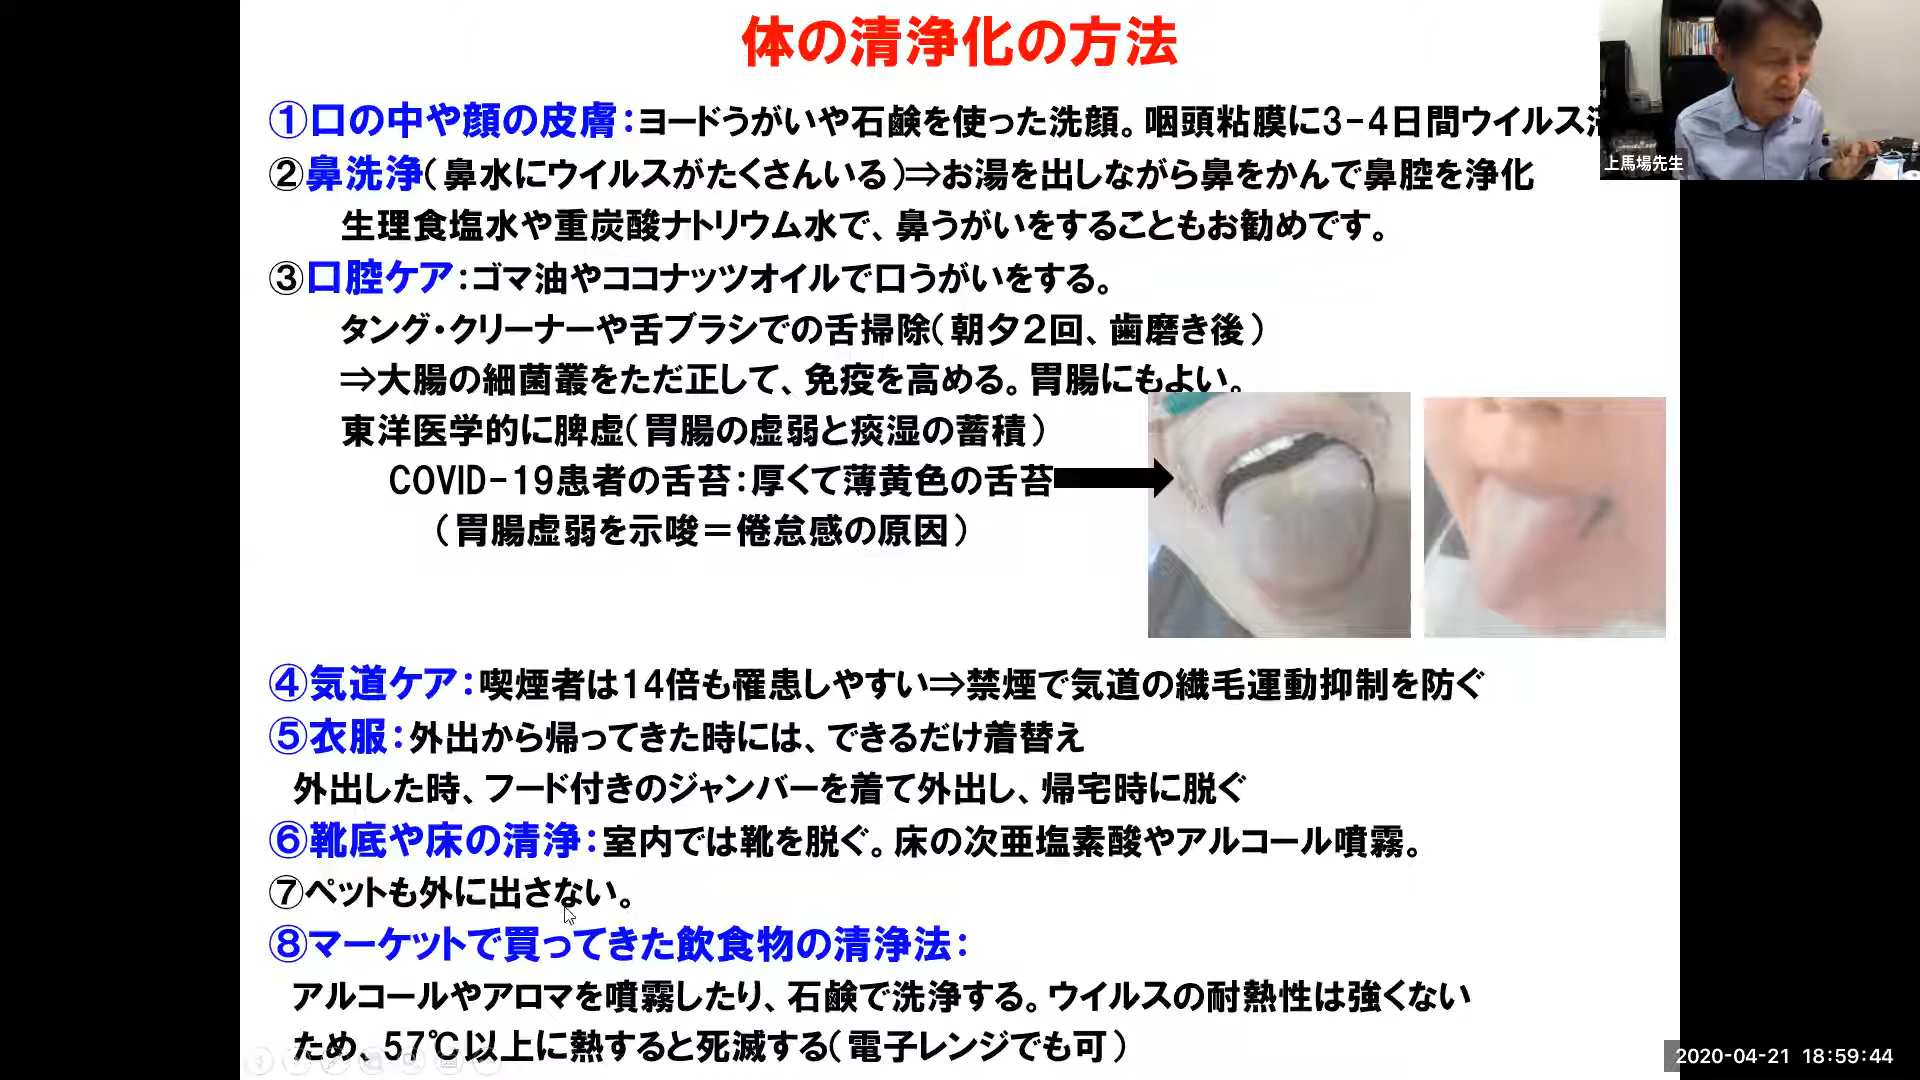 体の清浄化の方法
①口の中や顔の皮膚：ヨードうがいや石鹸を使った洗顔。咽頭粘膜に3-4日間ウイルス
②鼻洗浄（鼻水にウイルスがたくさんいる）⇒お湯を出しながら鼻をかんで鼻腔を浄化
生理食塩水や重炭酸ナトリウム水で、鼻うがいをすることもお勧めです。
③口腔ケア：ゴマ油やココナッツオイルで口うがいをする。
タング・クリーナーや舌ブラシでの舌掃除（朝夕２回、歯磨き後）
⇒大腸の細菌叢をただ正して、免疫を高める。胃腸にもよい。
東洋医学的に脾虚（胃腸の虚弱と痰湿の蓄積）
COVID-19患者の舌苔：厚くて薄黄色の舌苔
（胃腸虚弱を示唆＝倦怠感の原因）
④気道ケア：喫煙者は14倍も罹患しやすい⇒禁煙で気道の繊毛運動抑制を防ぐ
⑤衣服：外出から帰ってきた時には、できるだけ着替え
外出した時、フード付きのジャンバーを着て外出し、帰宅時に脱ぐ
⑥靴底や床の清浄：室内では靴を脱ぐ。床の次亜塩素酸やアルコール噴霧。
⑦ペットも外に出さない。
⑧マーケットで買ってきた飲食物の清浄法：
アルコールやアロマを噴霧したり、石鹸で洗浄する。ウイルスの耐熱性は強くない
ため、57℃以上に熱すると死滅する（電子レンジでも可）
上馬場先生
2020-04-21 18:59:44